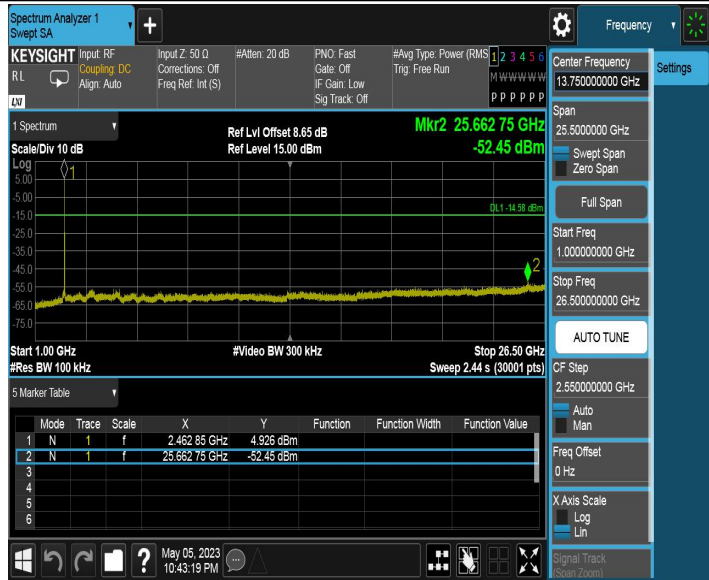 Spectrum Analyzer 1
Swept SA
+
Frequency
KEYSIGHT
RL
LXI
Input: RF
Coupling: DC
Align: Auto
Input Z: 50 Ω
Corrections: Off
Freq Ref: Int (S)
#Atten: 20 dB
PNO: Fast
Gate: Off
IF Gain: Low
Sig Track: Off
#Avg Type: Power (RMS
Trig: Free Run
1 2 3 4 5 6
M W W W W W
P P P P P P
1 Spectrum
Scale/Div 10 dB
Ref Lvl Offset 8.65 dB
Ref Level 15.00 dBm
Mkr2 25.662 75 GHz
-52.45 dBm
Log
1
5.00
-5.00
-15.0
DL1 -14.58 dBm
-25.0
-35.0
-45.0
2
-55.0
-65.0
-75.0
Start 1.00 GHz
#Video BW 300 kHz
Stop 26.50 GHz
#Res BW 100 kHz
Sweep 2.44 s (30001 pts)
5 Marker Table
Mode Trace Scale X Y Function Function Width Function Value
1 N 1 f 2.462 85 GHz 4.926 dBm
2 N 1 f 25.662 75 GHz -52.45 dBm
3
4
5
6
?
May 05, 2023
10:43:19 PM
Settings
Center Frequency
13.750000000 GHz
Span
25.5000000 GHz
Swept Span
Zero Span
Full Span
Start Freq
1.000000000 GHz
Stop Freq
26.500000000 GHz
AUTO TUNE
CF Step
2.550000000 GHz
Auto
Man
Freq Offset
0 Hz
X Axis Scale
Log
Lin
Signal Track
(Span Zoom)